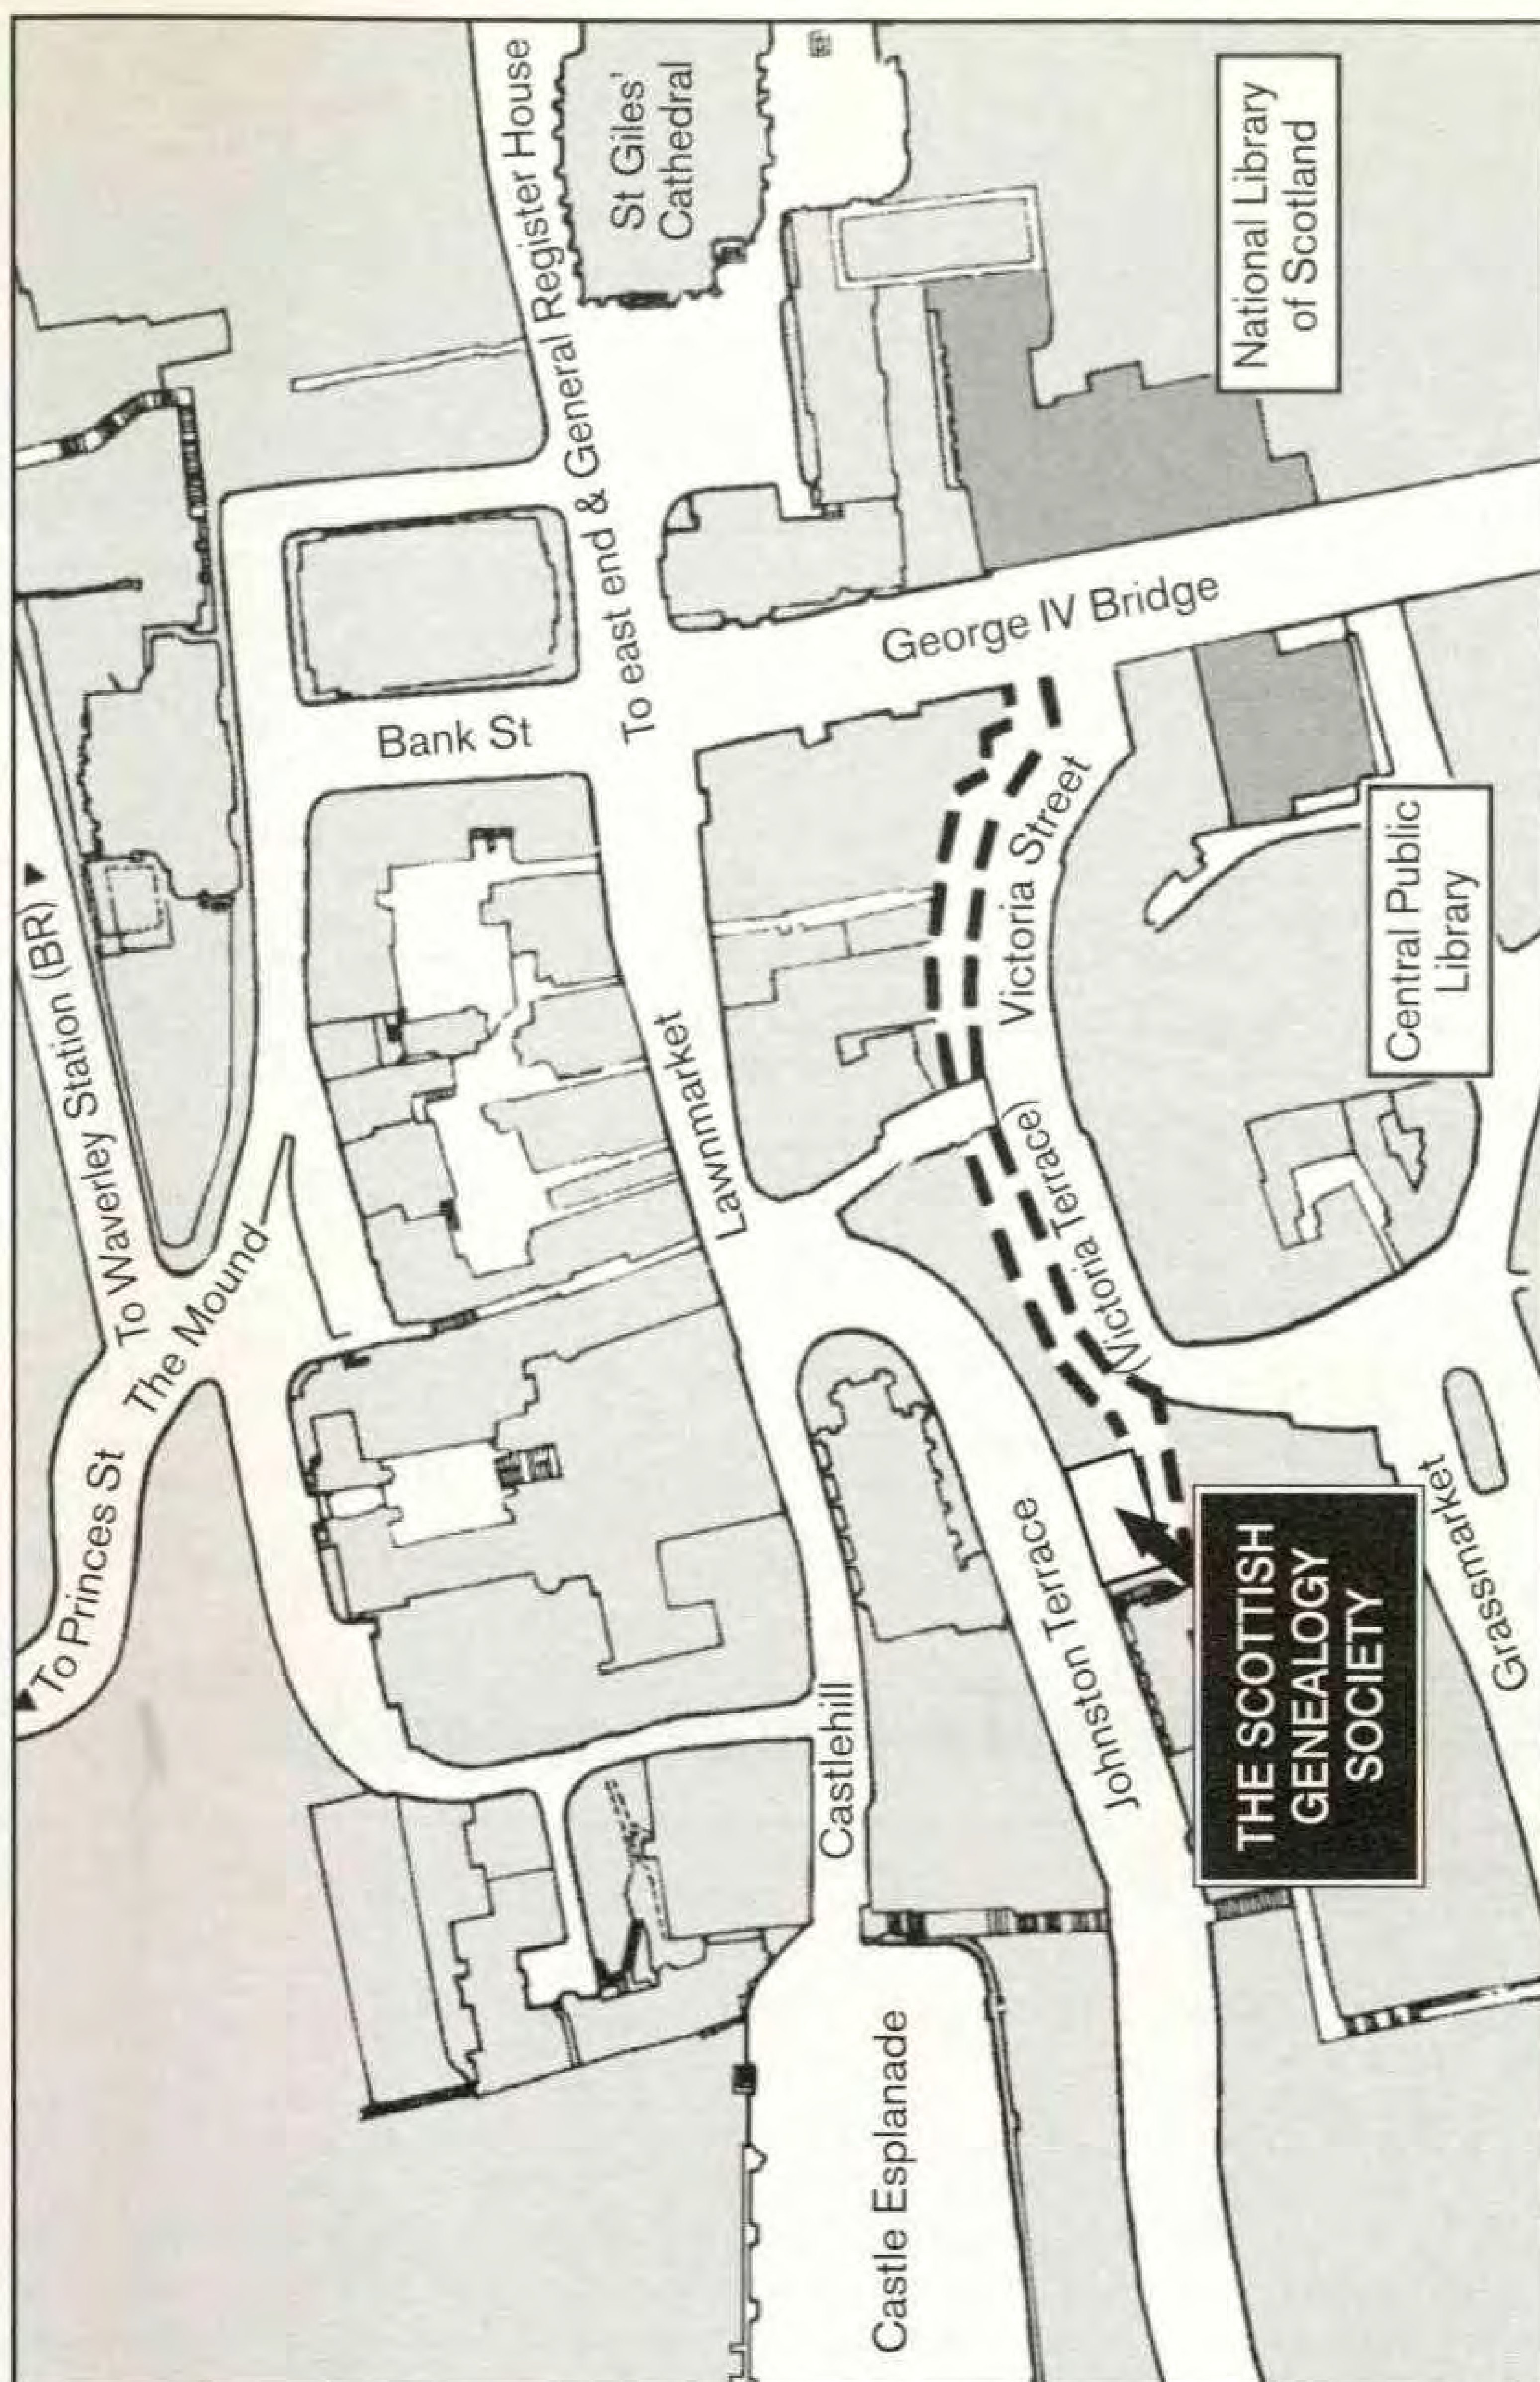 To Waverley Station (BR)
To Princes St
The Mound
Bank St
To east end & General Register House
St Giles'
Cathedral
Lawnmarket
George IV Bridge
National Library
of Scotland
Victoria Street
(Victoria Terrace)
Central Public
Library
Castlehill
Johnston Terrace
Grassmarket
Castle Esplanade
THE SCOTTISH
GENEALOGY
SOCIETY